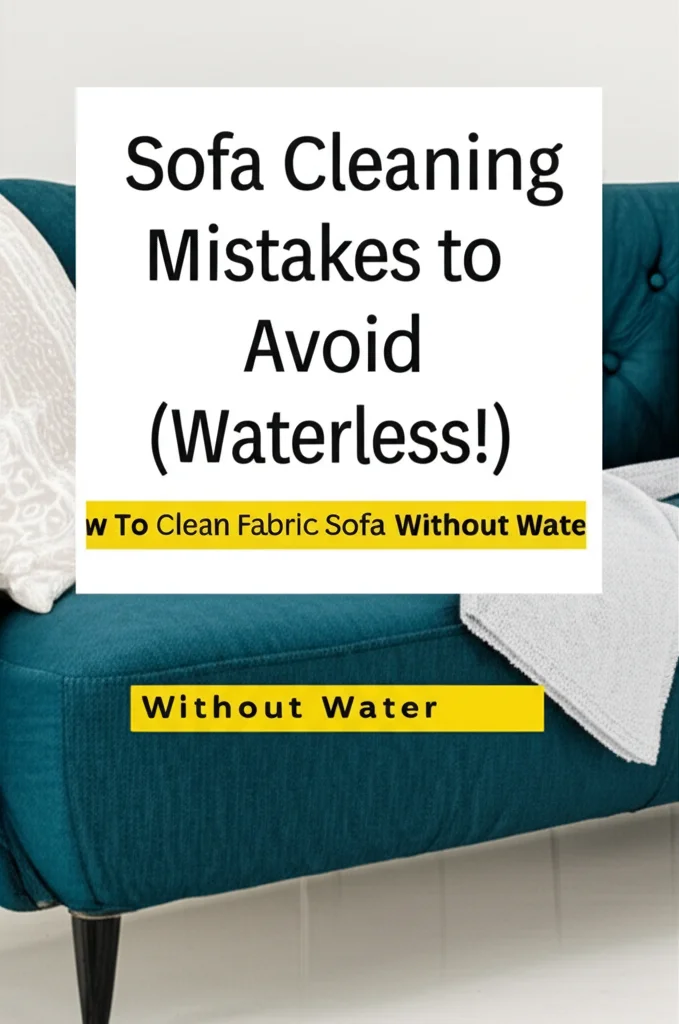 Sofa Cleaning
Mistakes to
Avoid
(Waterless!)
w To Clean Fabric Sofa Without Wate
Without Water